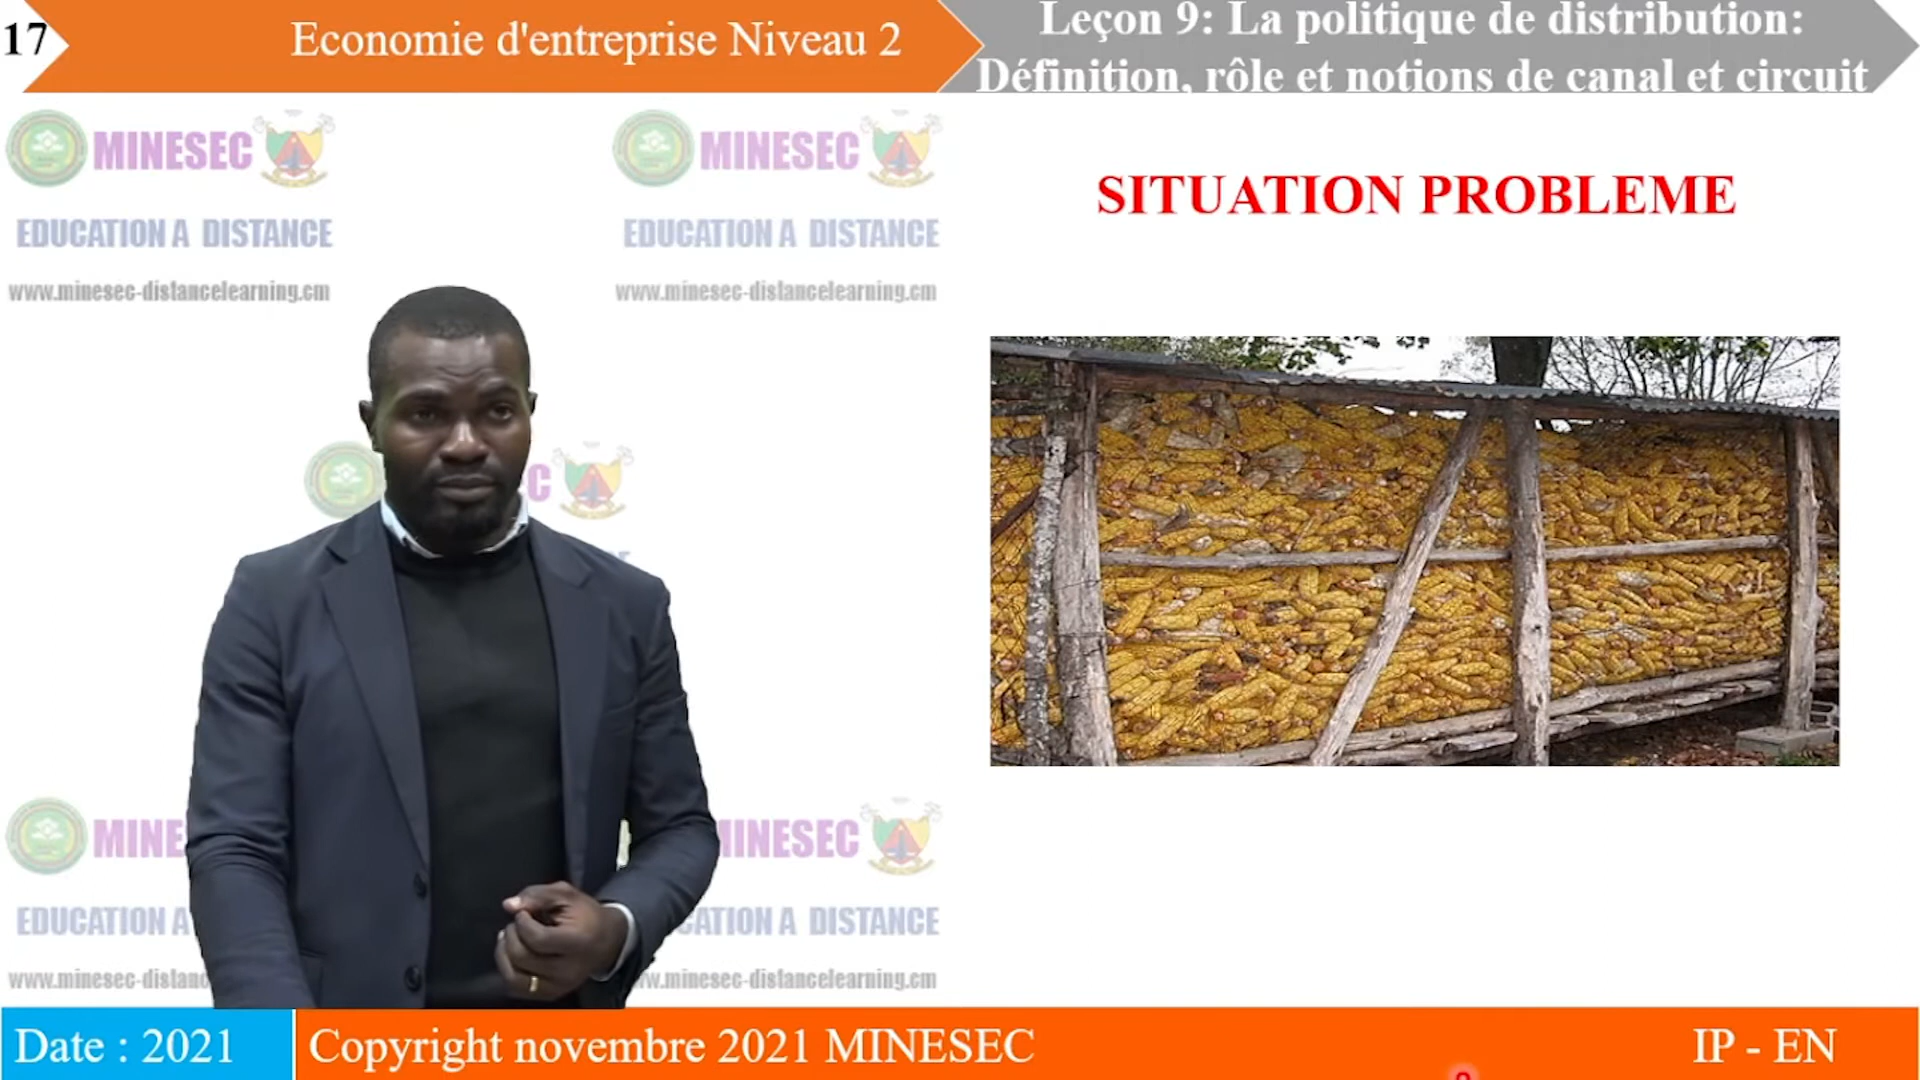 17
Economie d'entreprise Niveau 2
Leçon 9: La politique de distribution:
Définition, rôle et notions de canal et circuit
MINESEC
EDUCATION A DISTANCE
www.minesec-distancelearning.cm
MINESEC
EDUCATION A DISTANCE
www.minesec-distancelearning.cm
SITUATION PROBLEME
C
MINE
EDUCATION A
www.minesec-distanc
MINESEC
CATION A DISTANCE
w.minesec-distancelearning.cm
Date : 2021
Copyright novembre 2021 MINESEC
IP - EN